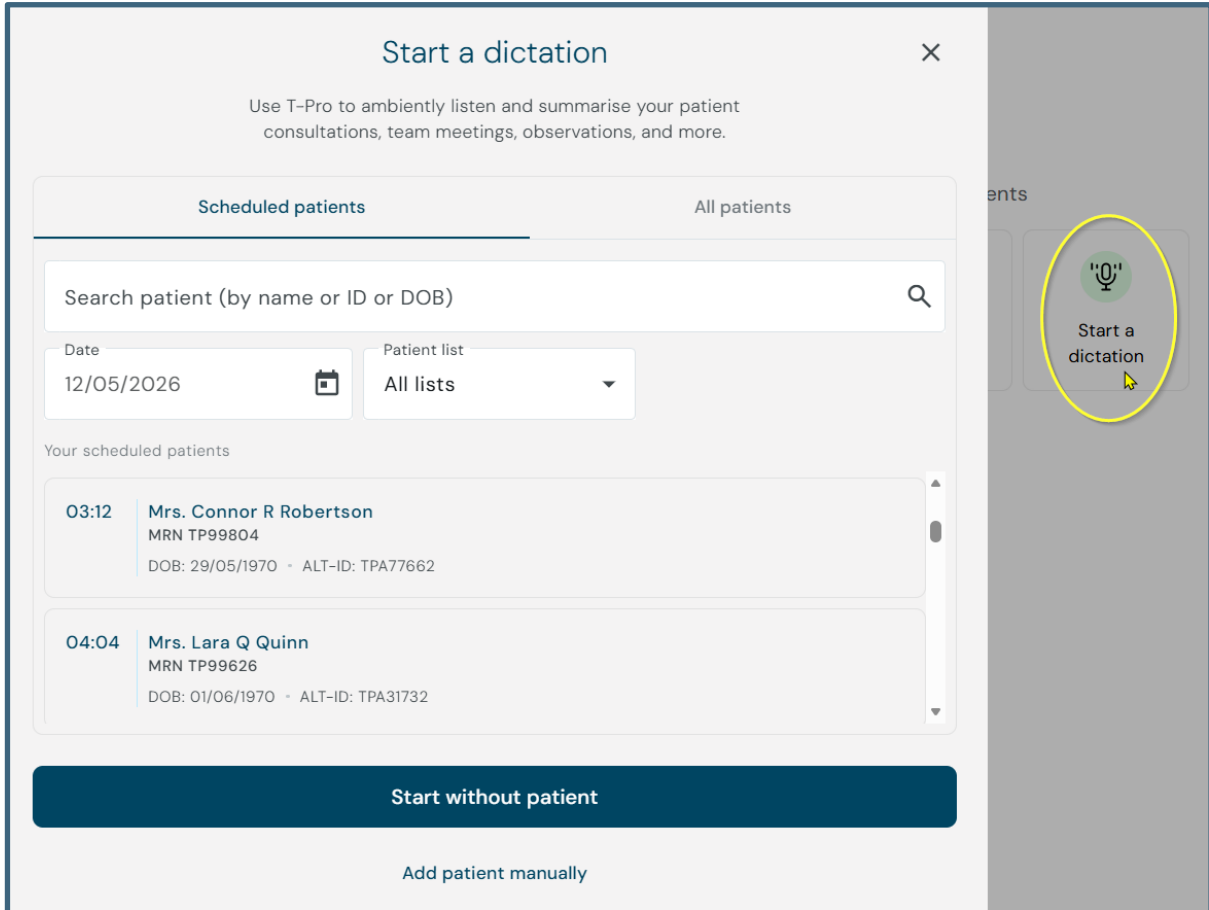 Start a dictation
Use T-Pro to ambiently listen and summarise your patient
consultations, team meetings, observations, and more.
Scheduled patients
All patients
Search patient (by name or ID or DOB)
Date
12/05/2026
Patient list
All lists
Your scheduled patients
03:12
Mrs. Connor R Robertson
MRN TP99804
DOB: 29/05/1970 • ALT-ID: TPA77662
04:04
Mrs. Lara Q Quinn
MRN TP99626
DOB: 01/06/1970 • ALT-ID: TPA31732
Start without patient
Add patient manually
ents
Start a
dictation